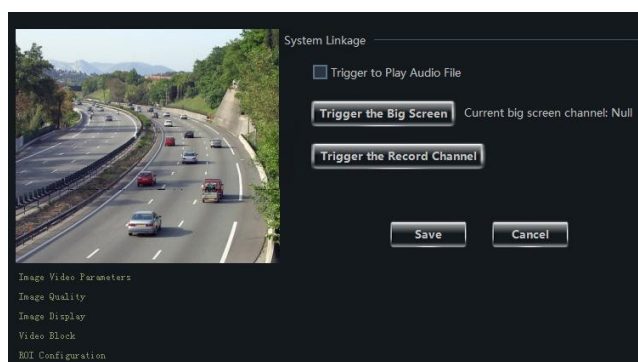 System Linkage
Trigger to Play Audio File
Trigger the Big Screen Current big screen channel: Null
Trigger the Record Channel
Save Cancel
Image Video Parameters
Image Quality
Image Display
Video Block
ROI Configuration